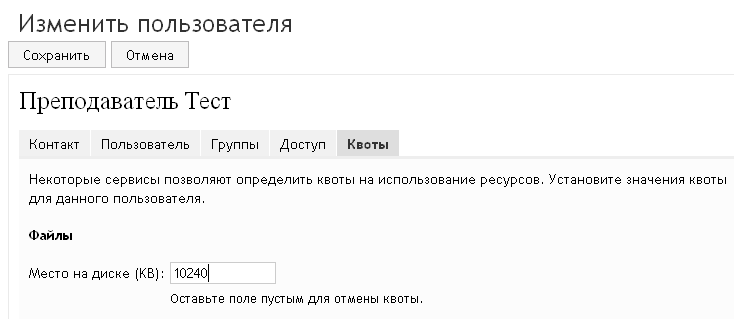 Изменить пользователя
Сохранить Отмена
Преподаватель Тест
Контакт Пользователь Группы Доступ Квоты
Некоторые сервисы позволяют определить квоты на использование ресурсов. Установите значения квоты
для данного пользователя.
Файлы
Место на диске (КВ): 10240
Оставьте поле пустым для отмены квоты.